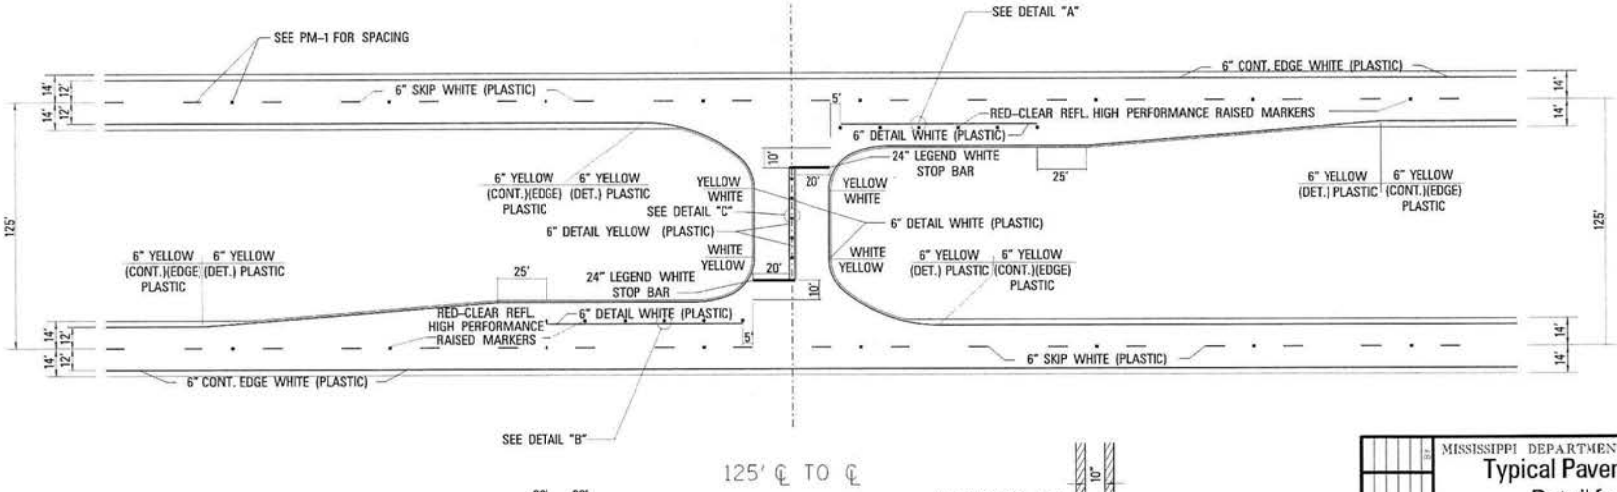 SEE DETAIL "A"
SEE PM-1 FOR SPACING
6" CONT. EDGE WHITE (PLASTIC)
14'
12'
6" SKIP WHITE (PLASTIC)
14'
14'
12'
5'
RED-CLEAR REFL. HIGH PERFORMANCE RAISED MARKERS
14'
6" DETAIL WHITE (PLASTIC)
10'
24" LEGEND WHITE
STOP BAR
20'
25'
6" YELLOW
(CONT.)(EDGE)
PLASTIC
6" YELLOW
(DET.) PLASTIC
YELLOW
WHITE
YELLOW
WHITE
6" YELLOW
(DET.) PLASTIC
6" YELLOW
(CONT.)(EDGE)
PLASTIC
SEE DETAIL "C"
125'
125'
6" DETAIL YELLOW (PLASTIC)
6" DETAIL WHITE (PLASTIC)
WHITE
YELLOW
WHITE
YELLOW
6" YELLOW
(CONT.)(EDGE)
PLASTIC
6" YELLOW
(DET.) PLASTIC
6" YELLOW
(DET.) PLASTIC
6" YELLOW
(CONT.)(EDGE)
25'
24" LEGEND WHITE
STOP BAR
20'
10'
RED-CLEAR REFL.
HIGH PERFORMANCE
RAISED MARKERS
6" DETAIL WHITE (PLASTIC)
5'
14'
12'
14'
12'
14'
14'
6" SKIP WHITE (PLASTIC)
6" CONT. EDGE WHITE (PLASTIC)
SEE DETAIL "B"
125' ℄ TO ℄
10"
BY
MISSISSIPPI DEPARTMEN
Typical Paver